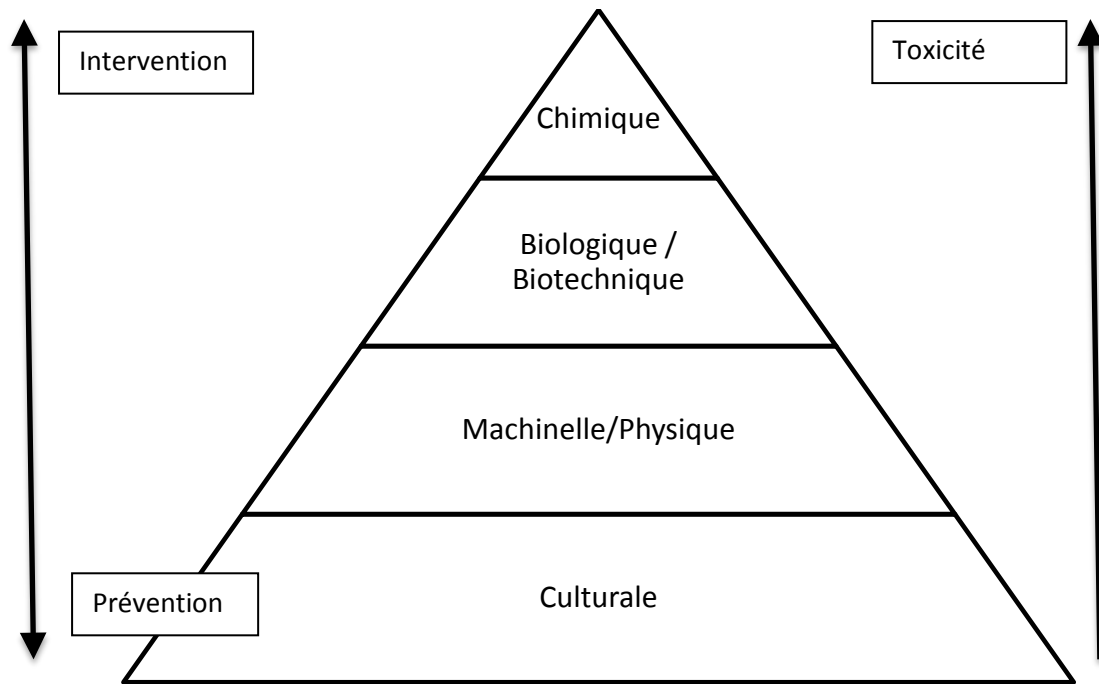 Intervention
Toxicité
Chimique
Biologique /
Biotechnique
Machinelle/Physique
Prévention
Culturale